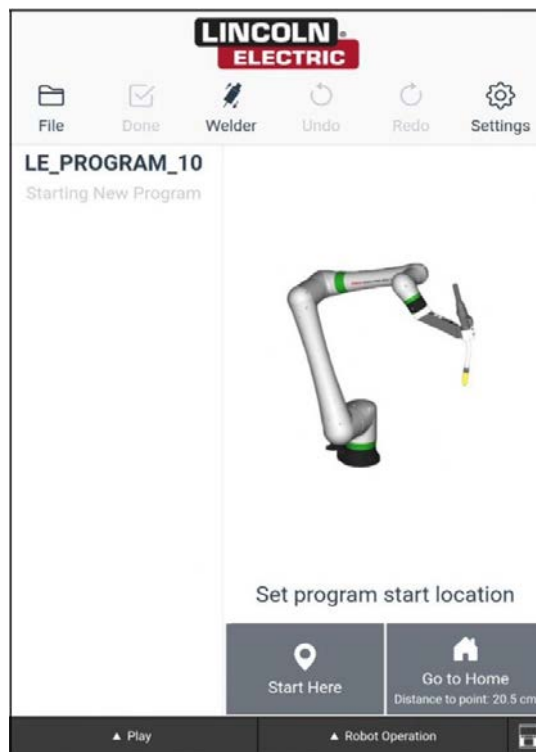 LINCOLN
ELECTRIC
File
Done
Welder
Undo
Redo
Settings
LE_PROGRAM_10
Starting New Program
Set program start location
Start Here
Go to Home
Distance to point: 20.5 cm
▲ Play
▲ Robot Operation